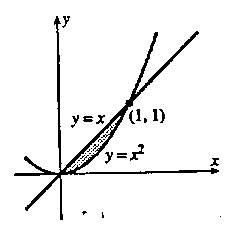 y
y = x
(1, 1)
y = x²
x